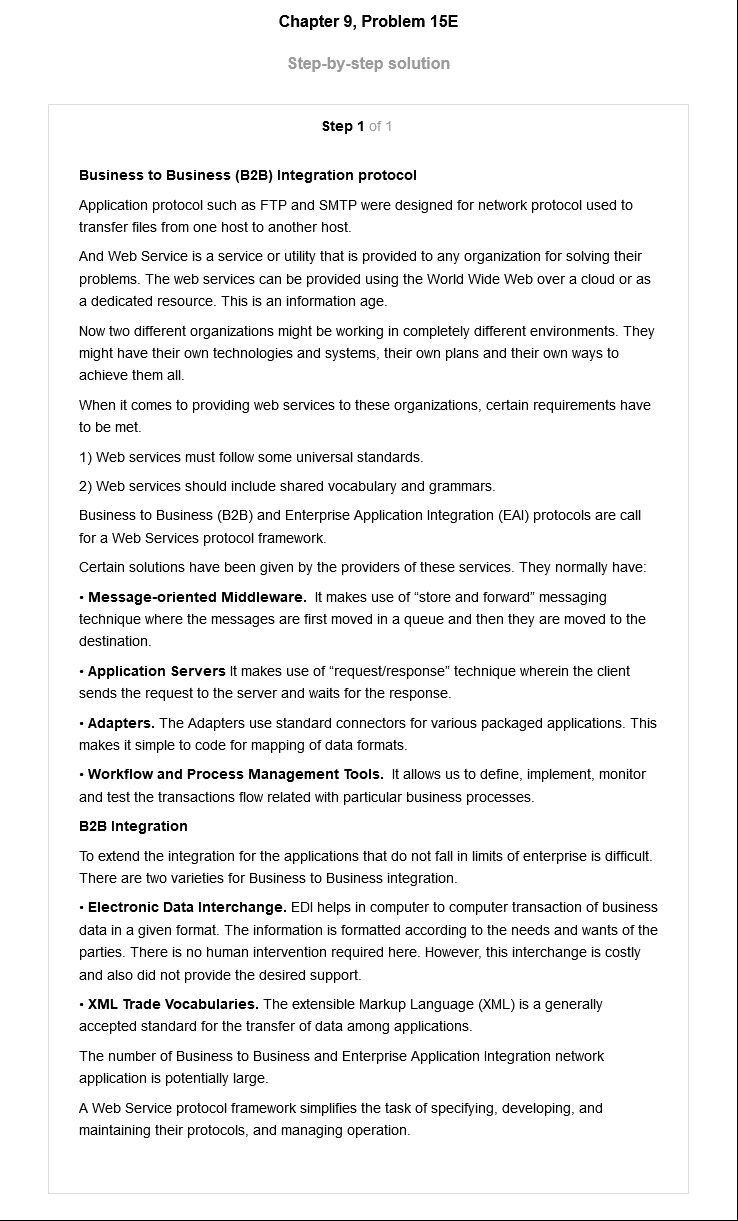 Chapter 9, Problem 15E
Step-by-step solution
Step 1 of 1
Business to Business (B2B) Integration protocol
Application protocol such as FTP and SMTP were designed for network protocol used to
transfer files from one host to another host.
And Web Service is a service or utility that is provided to any organization for solving their
problems. The web services can be provided using the World Wide Web over a cloud or as
a dedicated resource. This is an information age.
Now two different organizations might be working in completely different environments. They
might have their own technologies and systems, their own plans and their own ways to
achieve them all.
When it comes to providing web services to these organizations, certain requirements have
to be met.
1) Web services must follow some universal standards.
2) Web services should include shared vocabulary and grammars.
Business to Business (B2B) and Enterprise Application Integration (EAI) protocols are call
for a Web Services protocol framework.
Certain solutions have been given by the providers of these services. They normally have:
• Message-oriented Middleware. It makes use of “store and forward” messaging
technique where the messages are first moved in a queue and then they are moved to the
destination.
• Application Servers It makes use of “request/response” technique wherein the client
sends the request to the server and waits for the response.
• Adapters. The Adapters use standard connectors for various packaged applications. This
makes it simple to code for mapping of data formats.
• Workflow and Process Management Tools. It allows us to define, implement, monitor
and test the transactions flow related with particular business processes.
B2B Integration
To extend the integration for the applications that do not fall in limits of enterprise is difficult.
There are two varieties for Business to Business integration.
• Electronic Data Interchange. EDI helps in computer to computer transaction of business
data in a given format. The information is formatted according to the needs and wants of the
parties. There is no human intervention required here. However, this interchange is costly
and also did not provide the desired support.
• XML Trade Vocabularies. The extensible Markup Language (XML) is a generally
accepted standard for the transfer of data among applications.
The number of Business to Business and Enterprise Application Integration network
application is potentially large.
A Web Service protocol framework simplifies the task of specifying, developing, and
maintaining their protocols, and managing operation.